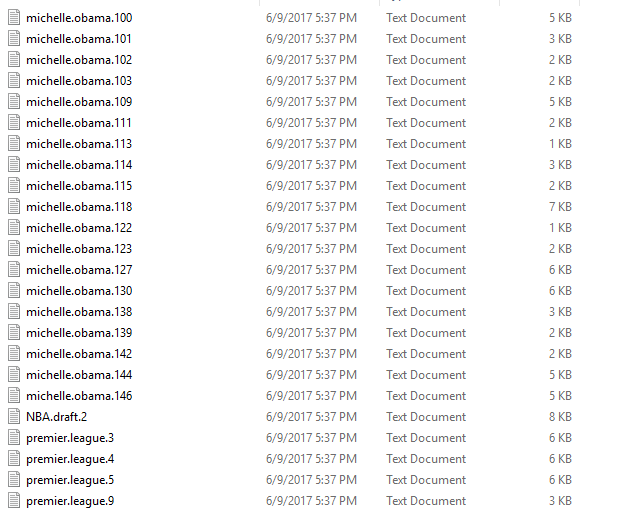 michelle.obama.100 6/9/2017 5:37 PM Text Document 5 KB
michelle.obama.101 6/9/2017 5:37 PM Text Document 3 KB
michelle.obama.102 6/9/2017 5:37 PM Text Document 2 KB
michelle.obama.103 6/9/2017 5:37 PM Text Document 2 KB
michelle.obama.109 6/9/2017 5:37 PM Text Document 5 KB
michelle.obama.111 6/9/2017 5:37 PM Text Document 2 KB
michelle.obama.113 6/9/2017 5:37 PM Text Document 1 KB
michelle.obama.114 6/9/2017 5:37 PM Text Document 3 KB
michelle.obama.115 6/9/2017 5:37 PM Text Document 2 KB
michelle.obama.118 6/9/2017 5:37 PM Text Document 7 KB
michelle.obama.122 6/9/2017 5:37 PM Text Document 1 KB
michelle.obama.123 6/9/2017 5:37 PM Text Document 2 KB
michelle.obama.127 6/9/2017 5:37 PM Text Document 6 KB
michelle.obama.130 6/9/2017 5:37 PM Text Document 6 KB
michelle.obama.138 6/9/2017 5:37 PM Text Document 3 KB
michelle.obama.139 6/9/2017 5:37 PM Text Document 2 KB
michelle.obama.142 6/9/2017 5:37 PM Text Document 2 KB
michelle.obama.144 6/9/2017 5:37 PM Text Document 5 KB
michelle.obama.146 6/9/2017 5:37 PM Text Document 5 KB
NBA.draft.2 6/9/2017 5:37 PM Text Document 8 KB
premier.league.3 6/9/2017 5:37 PM Text Document 6 KB
premier.league.4 6/9/2017 5:37 PM Text Document 6 KB
premier.league.5 6/9/2017 5:37 PM Text Document 6 KB
premier.league.9 6/9/2017 5:37 PM Text Document 3 KB